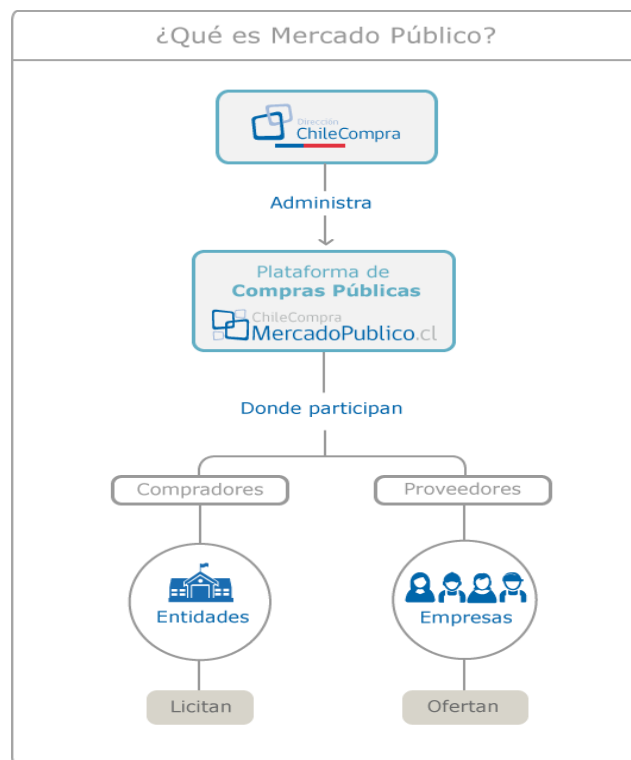 ¿Qué es Mercado Público?
Dirección
ChileCompra
Administra
Plataforma de
Compras Públicas
ChileCompra
MercadoPublico.cl
Donde participan
Compradores
Proveedores
Entidades
Empresas
Licitan
Ofertan